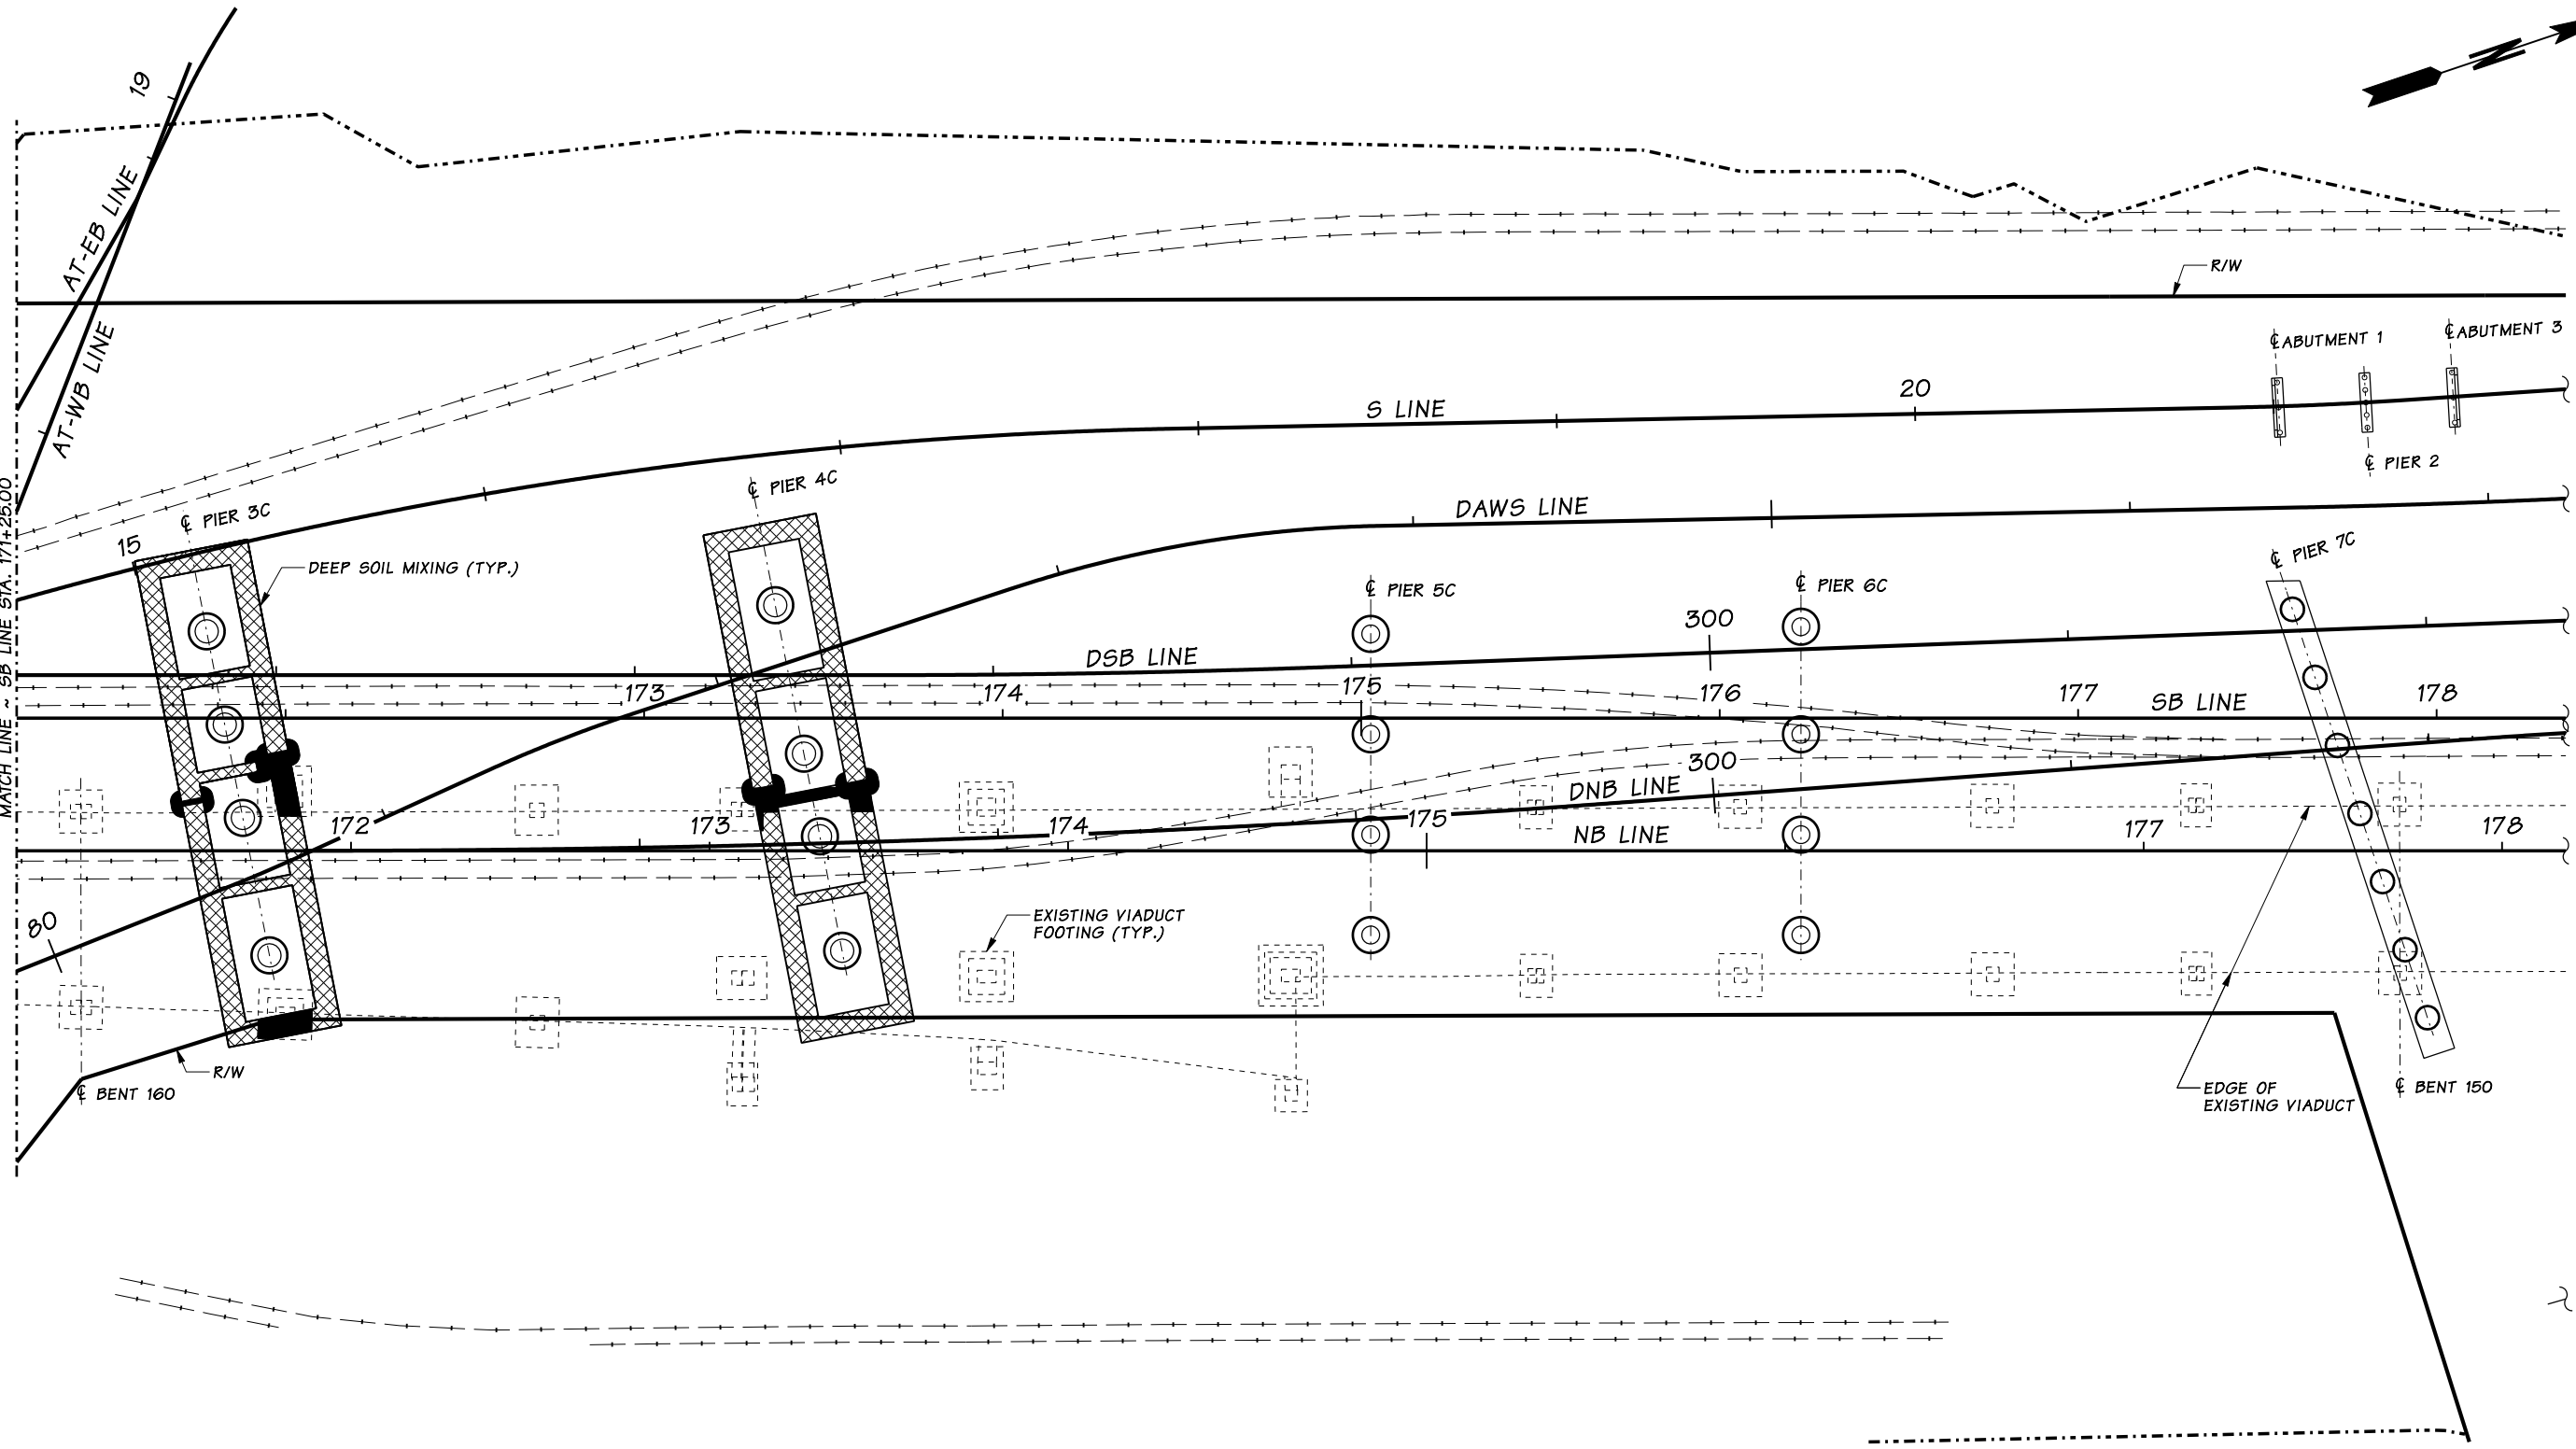 N
19
AT-EB LINE
AT-WB LINE
R/W
℄ ABUTMENT 1
℄ ABUTMENT 3
20
S LINE
℄ PIER 2
℄ PIER 4C
℄ PIER 3C
15
DAWS LINE
MATCH LINE ~ SB LINE STA. 171+25.00
DEEP SOIL MIXING (TYP.)
℄ PIER 5C
℄ PIER 6C
℄ PIER 7C
300
DSB LINE
173
174
175
176
177
SB LINE
178
300
DNB LINE
172
173
174
175
NB LINE
177
178
80
EXISTING VIADUCT
FOOTING (TYP.)
R/W
℄ BENT 160
EDGE OF
EXISTING VIADUCT
℄ BENT 150